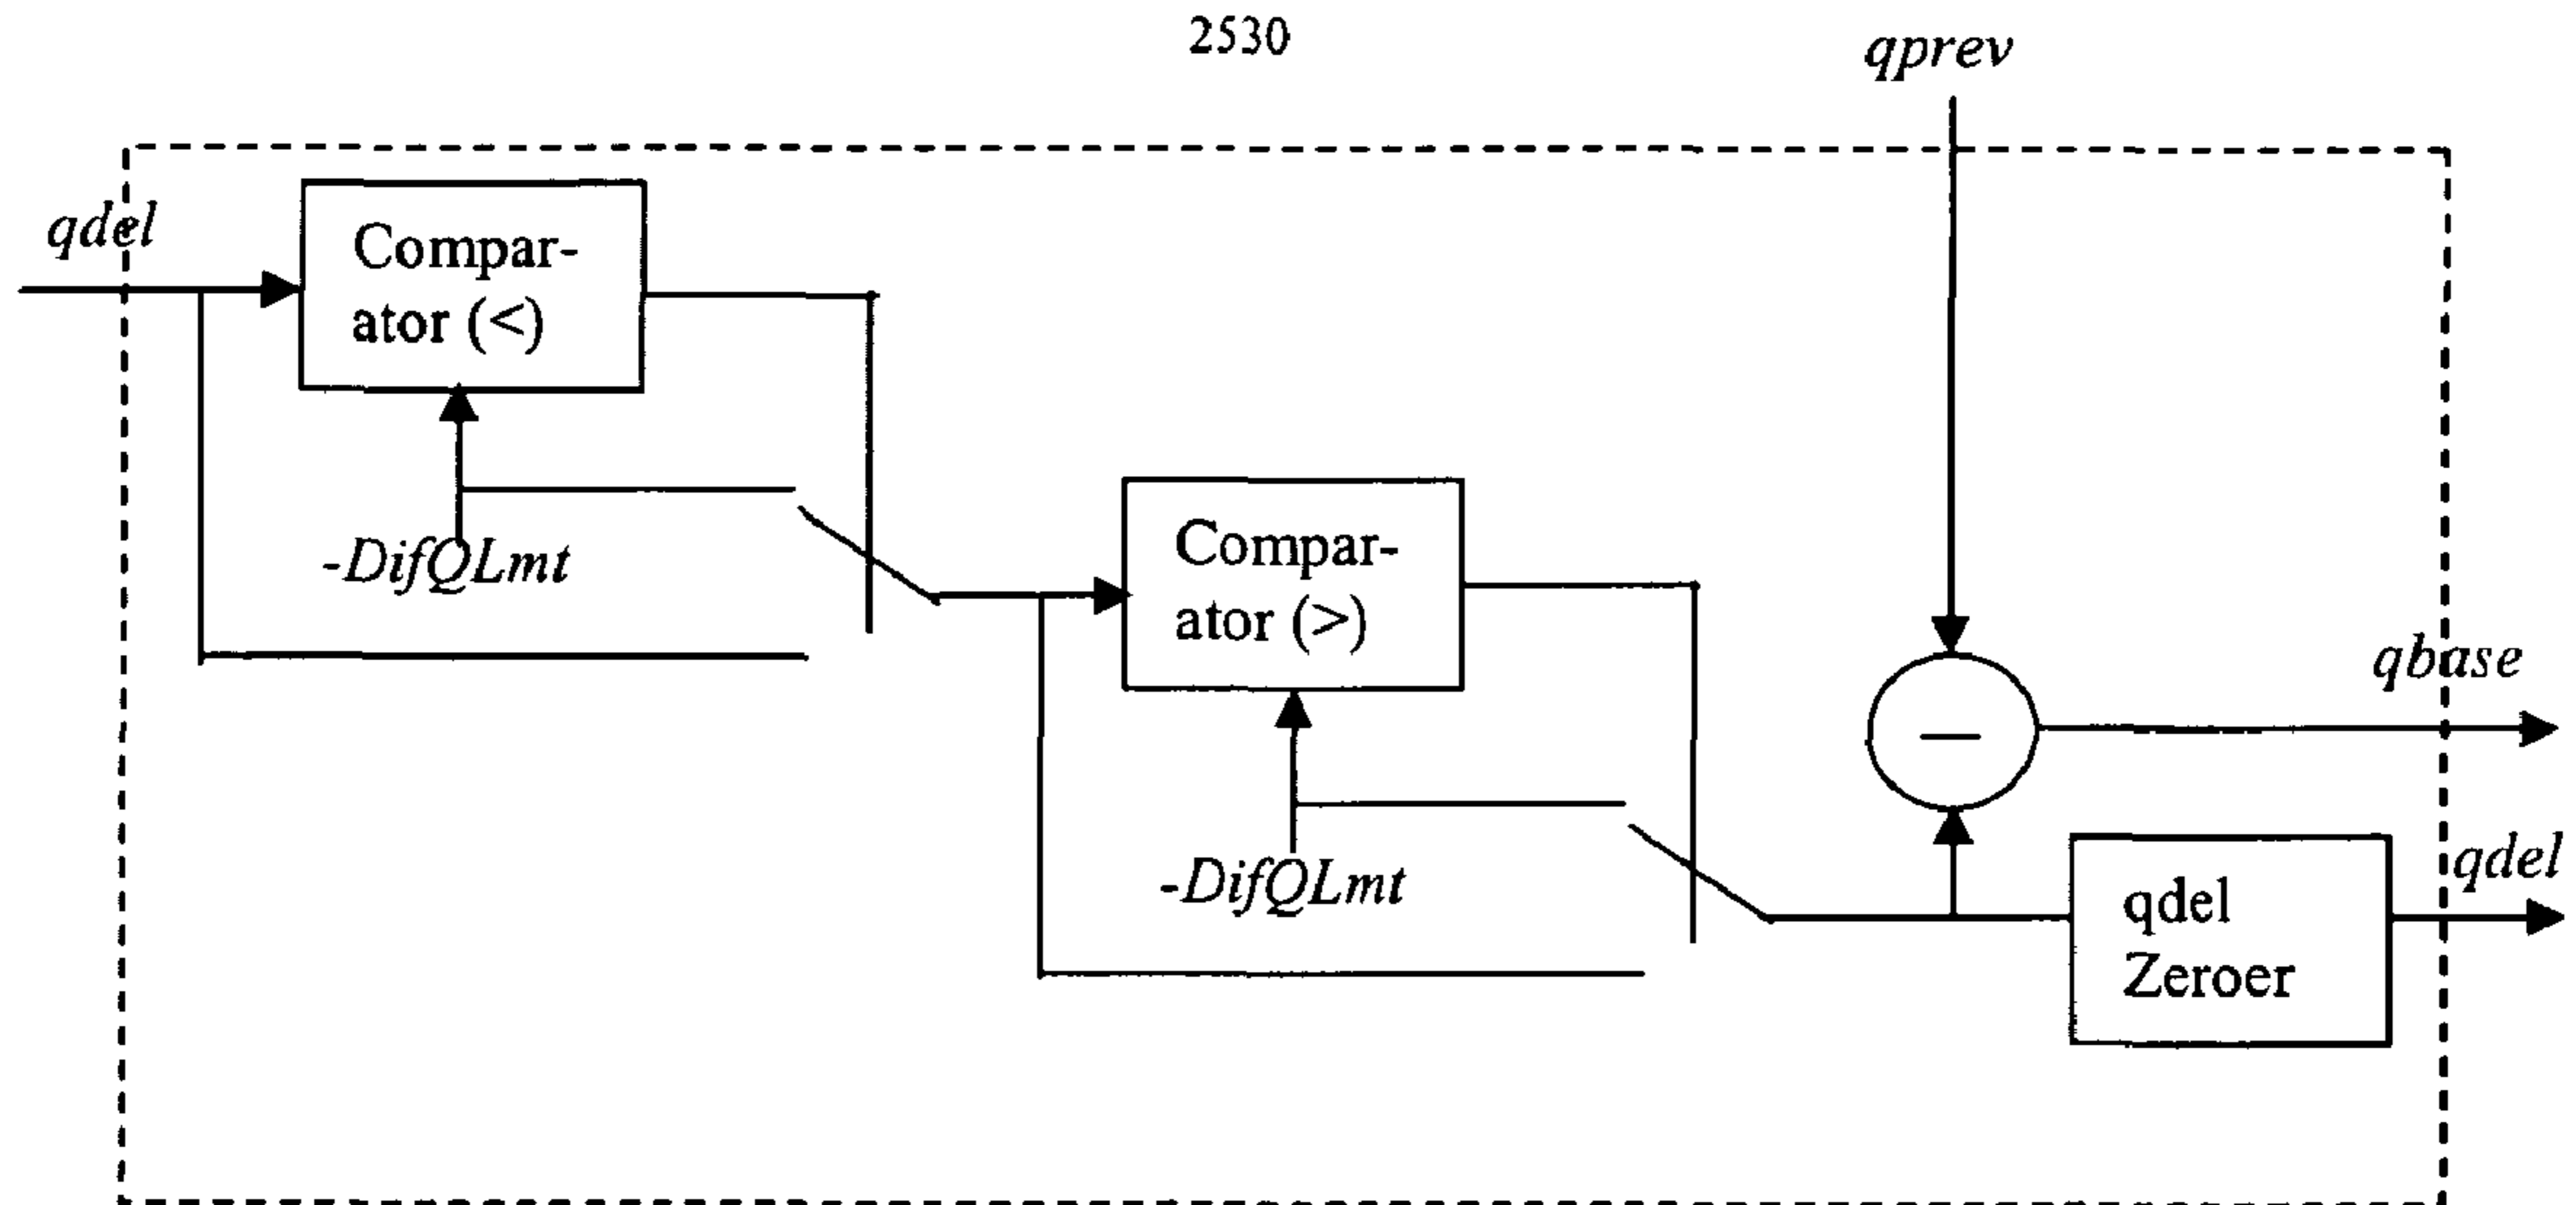 2530
qprev
qdel
Compar-
ator (<)
-DifQLmt
Compar-
ator (>)
-DifQLmt
—
qbase
qdel
qdel
Zeroer